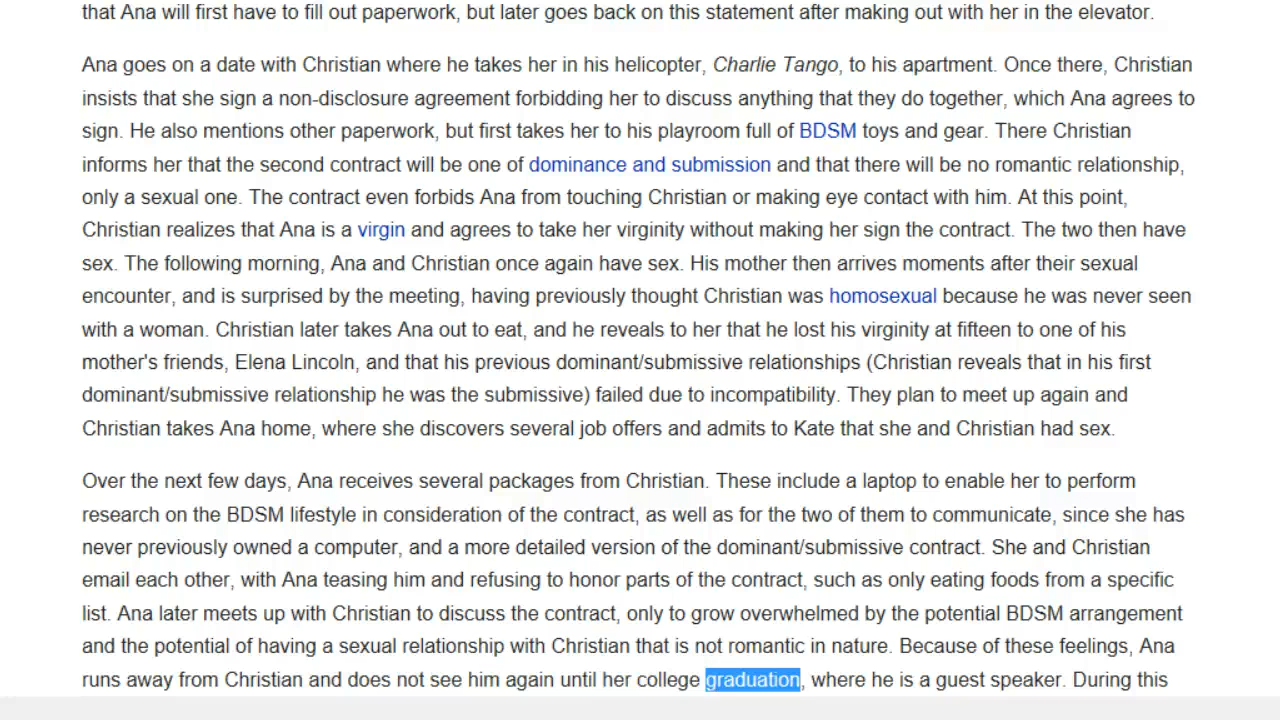 that Ana will first have to fill out paperwork, but later goes back on this statement after making out with her in the elevator.
Ana goes on a date with Christian where he takes her in his helicopter, Charlie Tango, to his apartment. Once there, Christian
insists that she sign a non-disclosure agreement forbidding her to discuss anything that they do together, which Ana agrees to
sign. He also mentions other paperwork, but first takes her to his playroom full of BDSM toys and gear. There Christian
informs her that the second contract will be one of dominance and submission and that there will be no romantic relationship,
only a sexual one. The contract even forbids Ana from touching Christian or making eye contact with him. At this point,
Christian realizes that Ana is a virgin and agrees to take her virginity without making her sign the contract. The two then have
sex. The following morning, Ana and Christian once again have sex. His mother then arrives moments after their sexual
encounter, and is surprised by the meeting, having previously thought Christian was homosexual because he was never seen
with a woman. Christian later takes Ana out to eat, and he reveals to her that he lost his virginity at fifteen to one of his
mother's friends, Elena Lincoln, and that his previous dominant/submissive relationships (Christian reveals that in his first
dominant/submissive relationship he was the submissive) failed due to incompatibility. They plan to meet up again and
Christian takes Ana home, where she discovers several job offers and admits to Kate that she and Christian had sex.
Over the next few days, Ana receives several packages from Christian. These include a laptop to enable her to perform
research on the BDSM lifestyle in consideration of the contract, as well as for the two of them to communicate, since she has
never previously owned a computer, and a more detailed version of the dominant/submissive contract. She and Christian
email each other, with Ana teasing him and refusing to honor parts of the contract, such as only eating foods from a specific
list. Ana later meets up with Christian to discuss the contract, only to grow overwhelmed by the potential BDSM arrangement
and the potential of having a sexual relationship with Christian that is not romantic in nature. Because of these feelings, Ana
runs away from Christian and does not see him again until her college graduation, where he is a guest speaker. During this